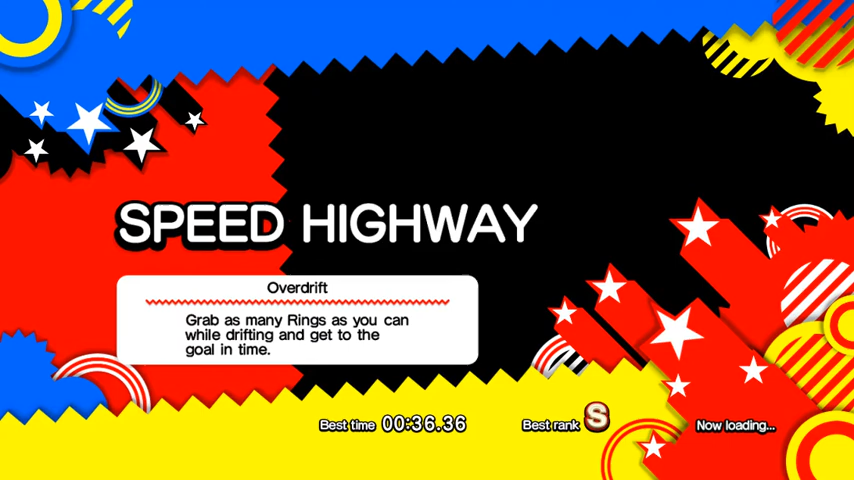 SPEED HIGHWAY
Overdrift
Grab as many Rings as you can
while drifting and get to the
goal in time.
Best time 00:36.36 Best rank S Now loading...